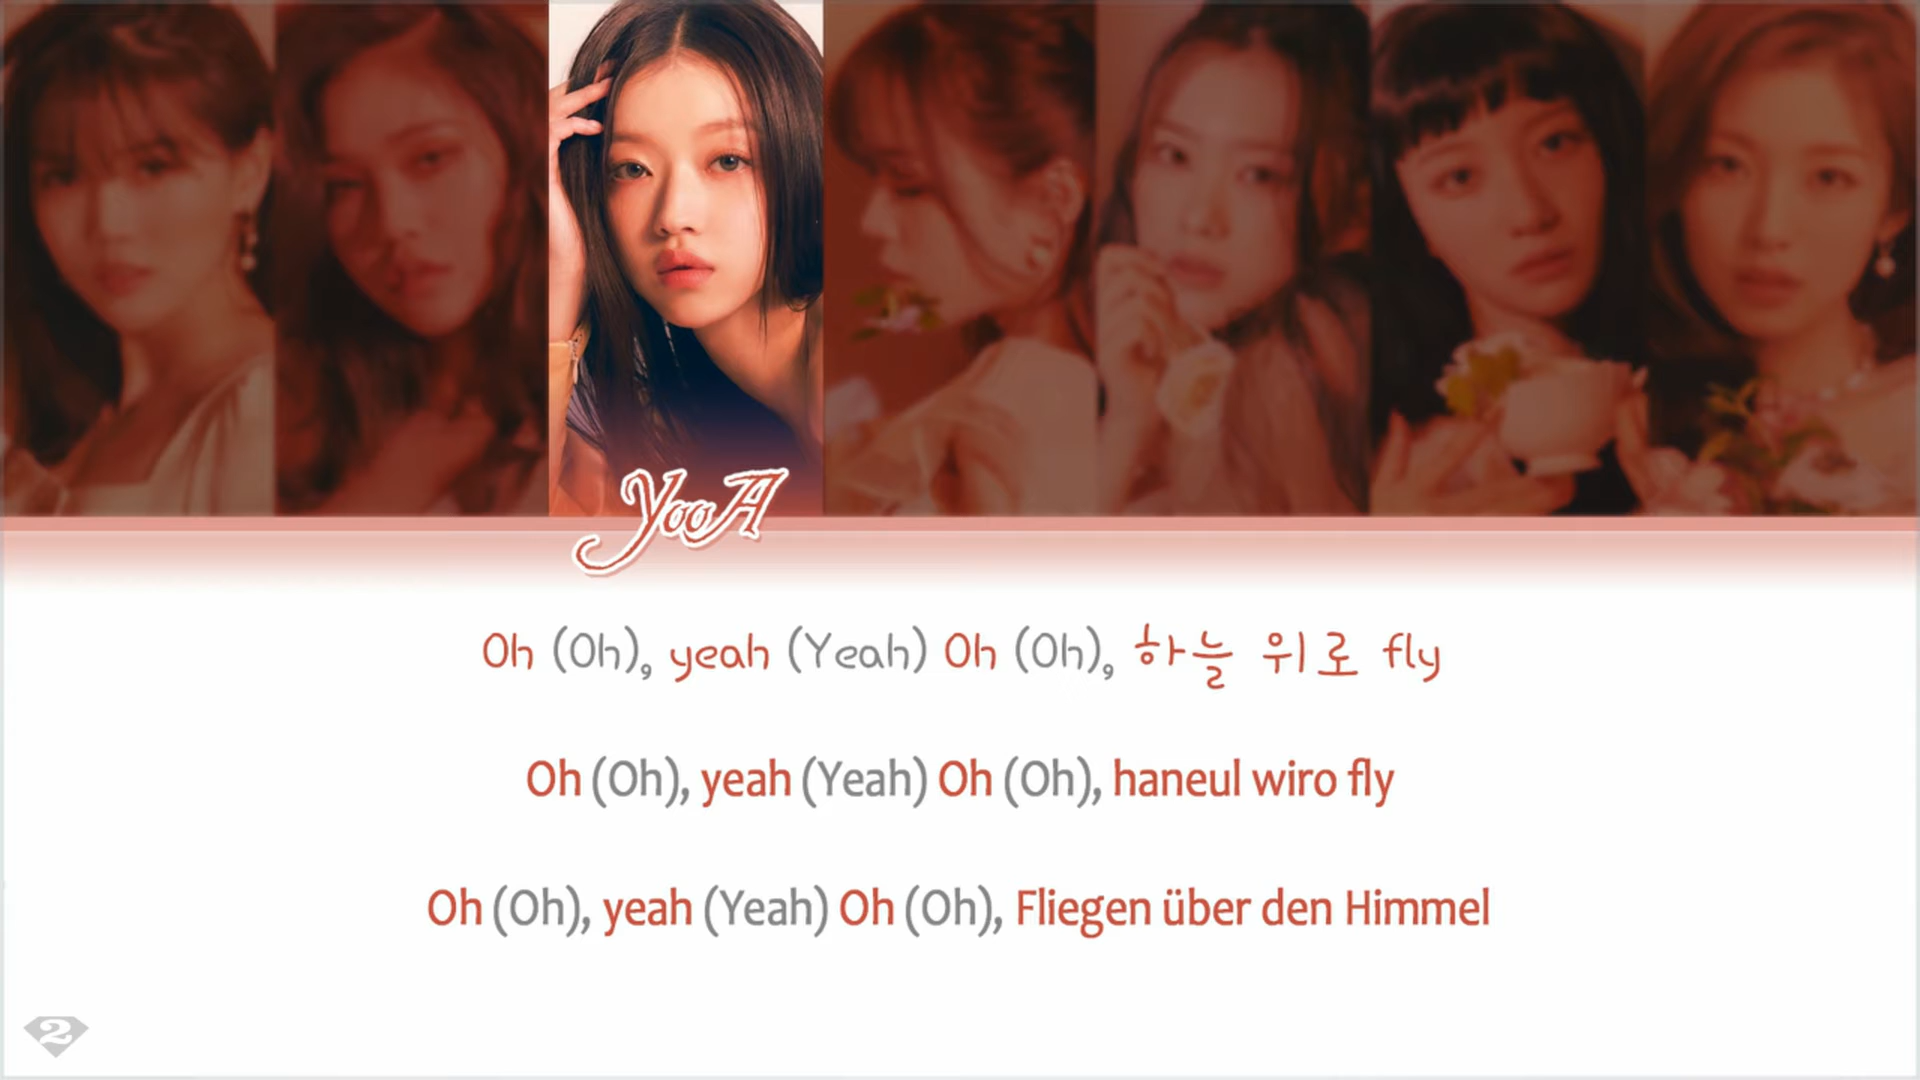 YooA
Oh (Oh), yeah (Yeah) Oh (Oh), 하늘 위로 fly
Oh (Oh), yeah (Yeah) Oh (Oh), haneul wiro fly
Oh (Oh), yeah (Yeah) Oh (Oh), Fliegen über den Himmel
2